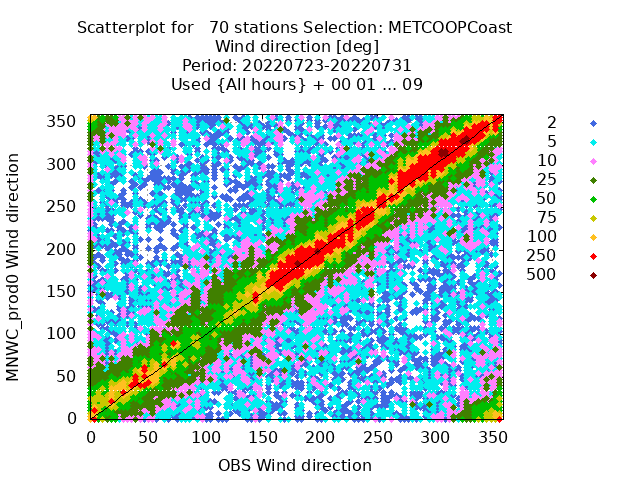 Scatterplot for   70 stations Selection: METCOOPCoast
Wind direction [deg]
Period: 20220723-20220731
Used {All hours} + 00 01 ... 09
MNWC_prod0 Wind direction
350
300
250
200
150
100
50
0
0 50 100 150 200 250 300 350
OBS Wind direction
2
5
10
25
50
75
100
250
500